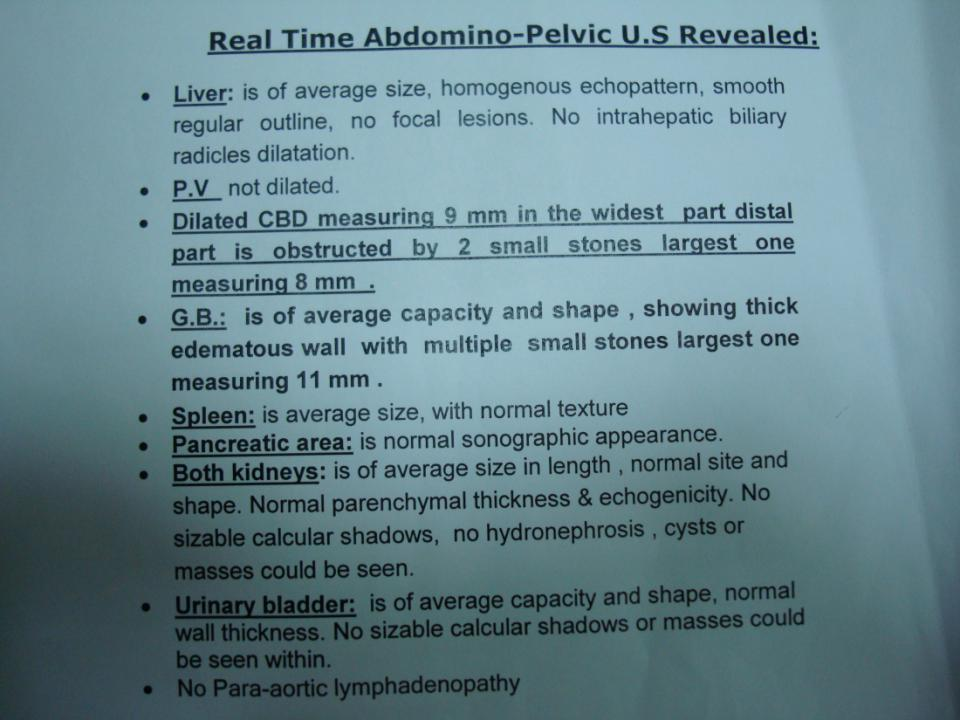 Real Time Abdomino-Pelvic U.S Revealed:
• Liver: is of average size, homogenous echopattern, smooth
regular outline, no focal lesions. No intrahepatic biliary
radicles dilatation.
• P.V not dilated.
• Dilated CBD measuring 9 mm in the widest part distal
part is obstructed by 2 small stones largest one
measuring 8 mm .
• G.B.: is of average capacity and shape , showing thick
edematous wall with multiple small stones largest one
measuring 11 mm .
• Spleen: is average size, with normal texture
• Pancreatic area: is normal sonographic appearance.
• Both kidneys: is of average size in length , normal site and
shape. Normal parenchymal thickness & echogenicity. No
sizable calcular shadows, no hydronephrosis , cysts or
masses could be seen.
• Urinary bladder: is of average capacity and shape, normal
wall thickness. No sizable calcular shadows or masses could
be seen within.
• No Para-aortic lymphadenopathy